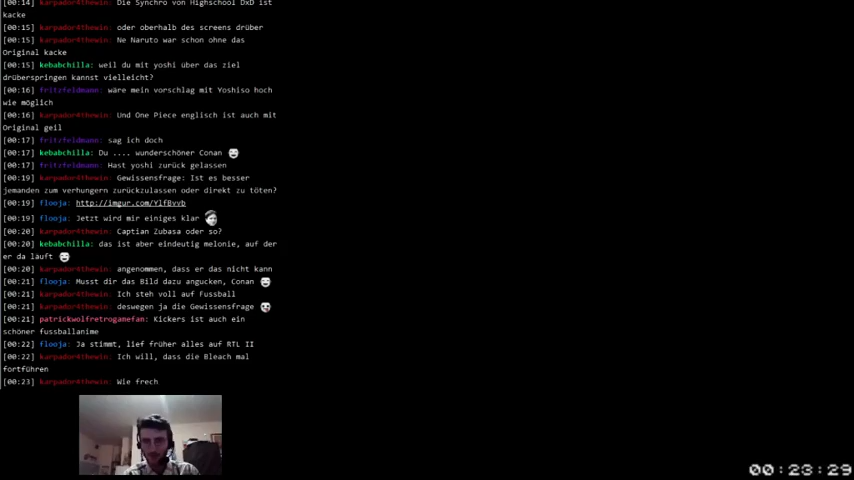 [00:14] karpador4thewin: Die Synchro von Highschool DxD ist
kacke
[00:15] karpador4thewin: oder oberhalb des screens drüber
[00:15] karpador4thewin: Ne Naruto war schon ohne das
Original kacke
[00:15] kebabchilla: weil du mit yoshi über das ziel
drüberspringen kannst vielleicht?
[00:16] fritzfeldmann: wäre mein vorschlag mit Yoshiso hoch
wie möglich
[00:16] karpador4thewin: Und One Piece englisch ist auch mit
Original geil
[00:17] fritzfeldmann: sag ich doch
[00:17] kebabchilla: Du .... wunderschöner Conan
[00:17] fritzfeldmann: Hast yoshi zurück gelassen
[00:19] karpador4thewin: Gewissensfrage: Ist es besser
jemanden zum verhungern zurückzulassen oder direkt zu töten?
[00:19] flooja: http://imgur.com/YlfBvvb
[00:19] flooja: Jetzt wird mir einiges klar
[00:20] karpador4thewin: Captian Zubasa oder so?
[00:20] kebabchilla: das ist aber eindeutig melonie, auf der
er da läuft
[00:20] karpador4thewin: angenommen, dass er das nicht kann
[00:21] flooja: Musst dir das Bild dazu angucken, Conan
[00:21] karpador4thewin: Ich steh voll auf Fussball
[00:21] karpador4thewin: deswegen ja die Gewissensfrage
[00:21] patrickwolfretrogamefan: Kickers ist auch ein
schöner fussballanime
[00:22] flooja: Ja stimmt, lief früher alles auf RTL II
[00:22] karpador4thewin: Ich will, dass die Bleach mal
fortführen
[00:23] karpador4thewin: Wie frech
00:23:29